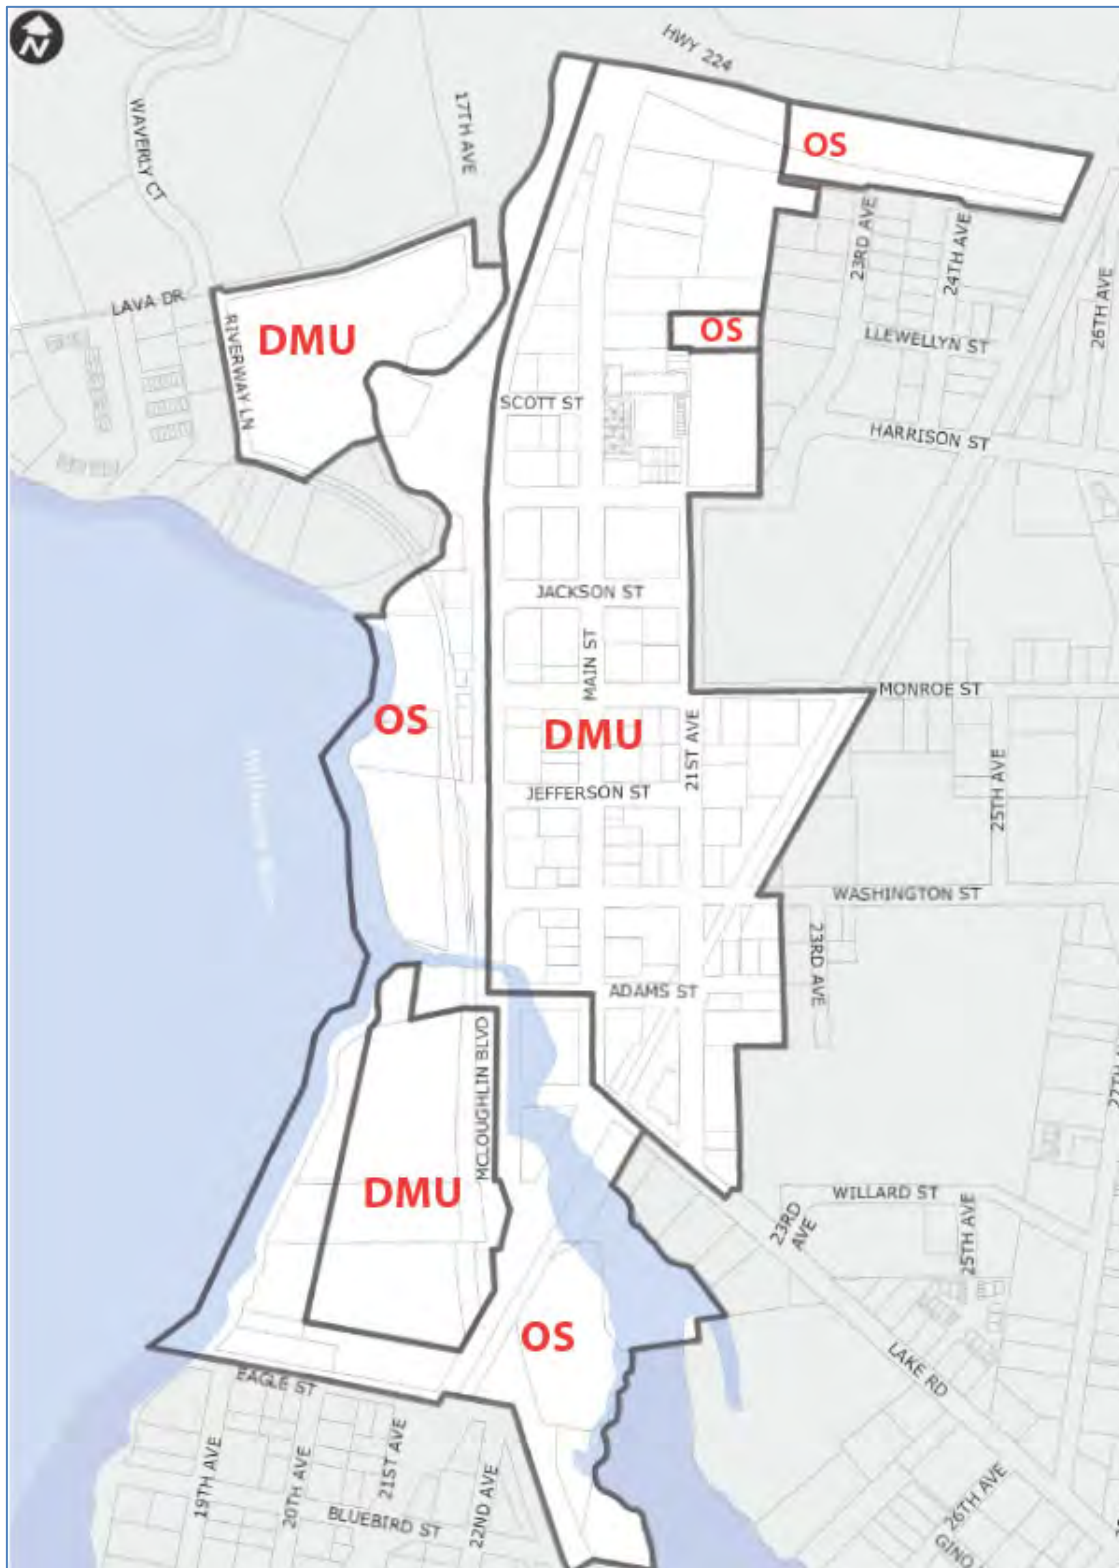 N
HWY 224
WAVERLY CT
17TH AVE
OS
23RD AVE
24TH AVE
26TH AVE
LAVA DR
RIVERWAY LN
DMU
OS
LLEWELLYN ST
SCOTT ST
HARRISON ST
JACKSON ST
MAIN ST
MONROE ST
OS
DMU
21ST AVE
25TH AVE
JEFFERSON ST
WASHINGTON ST
23RD AVE
ADAMS ST
MCLOUGHLIN BLVD
DMU
WILLARD ST
23RD
AVE
25TH AVE
OS
LAKE RD
EAGLE ST
19TH AVE
20TH AVE
21ST AVE
22ND AVE
BLUEBIRD ST
26TH AVE
GINO